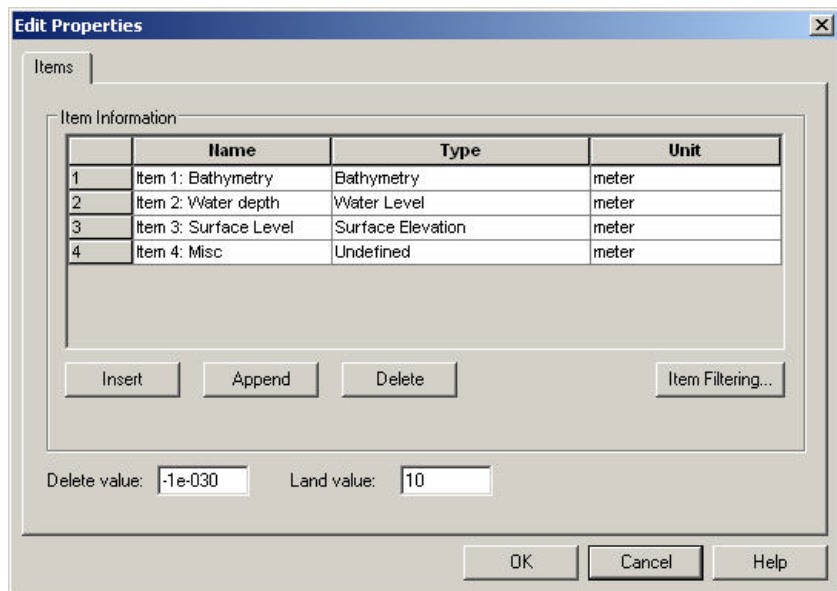 Edit Properties
Items
Item Information
Name Type Unit
1 Item 1: Bathymetry Bathymetry meter
2 Item 2: Water depth Water Level meter
3 Item 3: Surface Level Surface Elevation meter
4 Item 4: Misc Undefined meter
Insert Append Delete Item Filtering...
Delete value: -1e-030 Land value: 10
OK Cancel Help